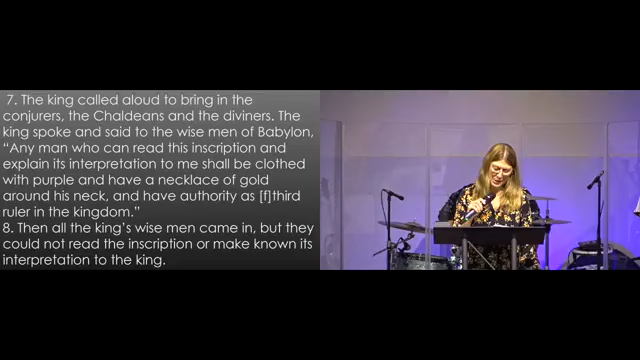 7. The king called aloud to bring in the
conjurers, the Chaldeans and the diviners. The
king spoke and said to the wise men of Babylon,
“Any man who can read this inscription and
explain its interpretation to me shall be clothed
with purple and have a necklace of gold
around his neck, and have authority as [f]third
ruler in the kingdom.”
8. Then all the king’s wise men came in, but they
could not read the inscription or make known its
interpretation to the king.